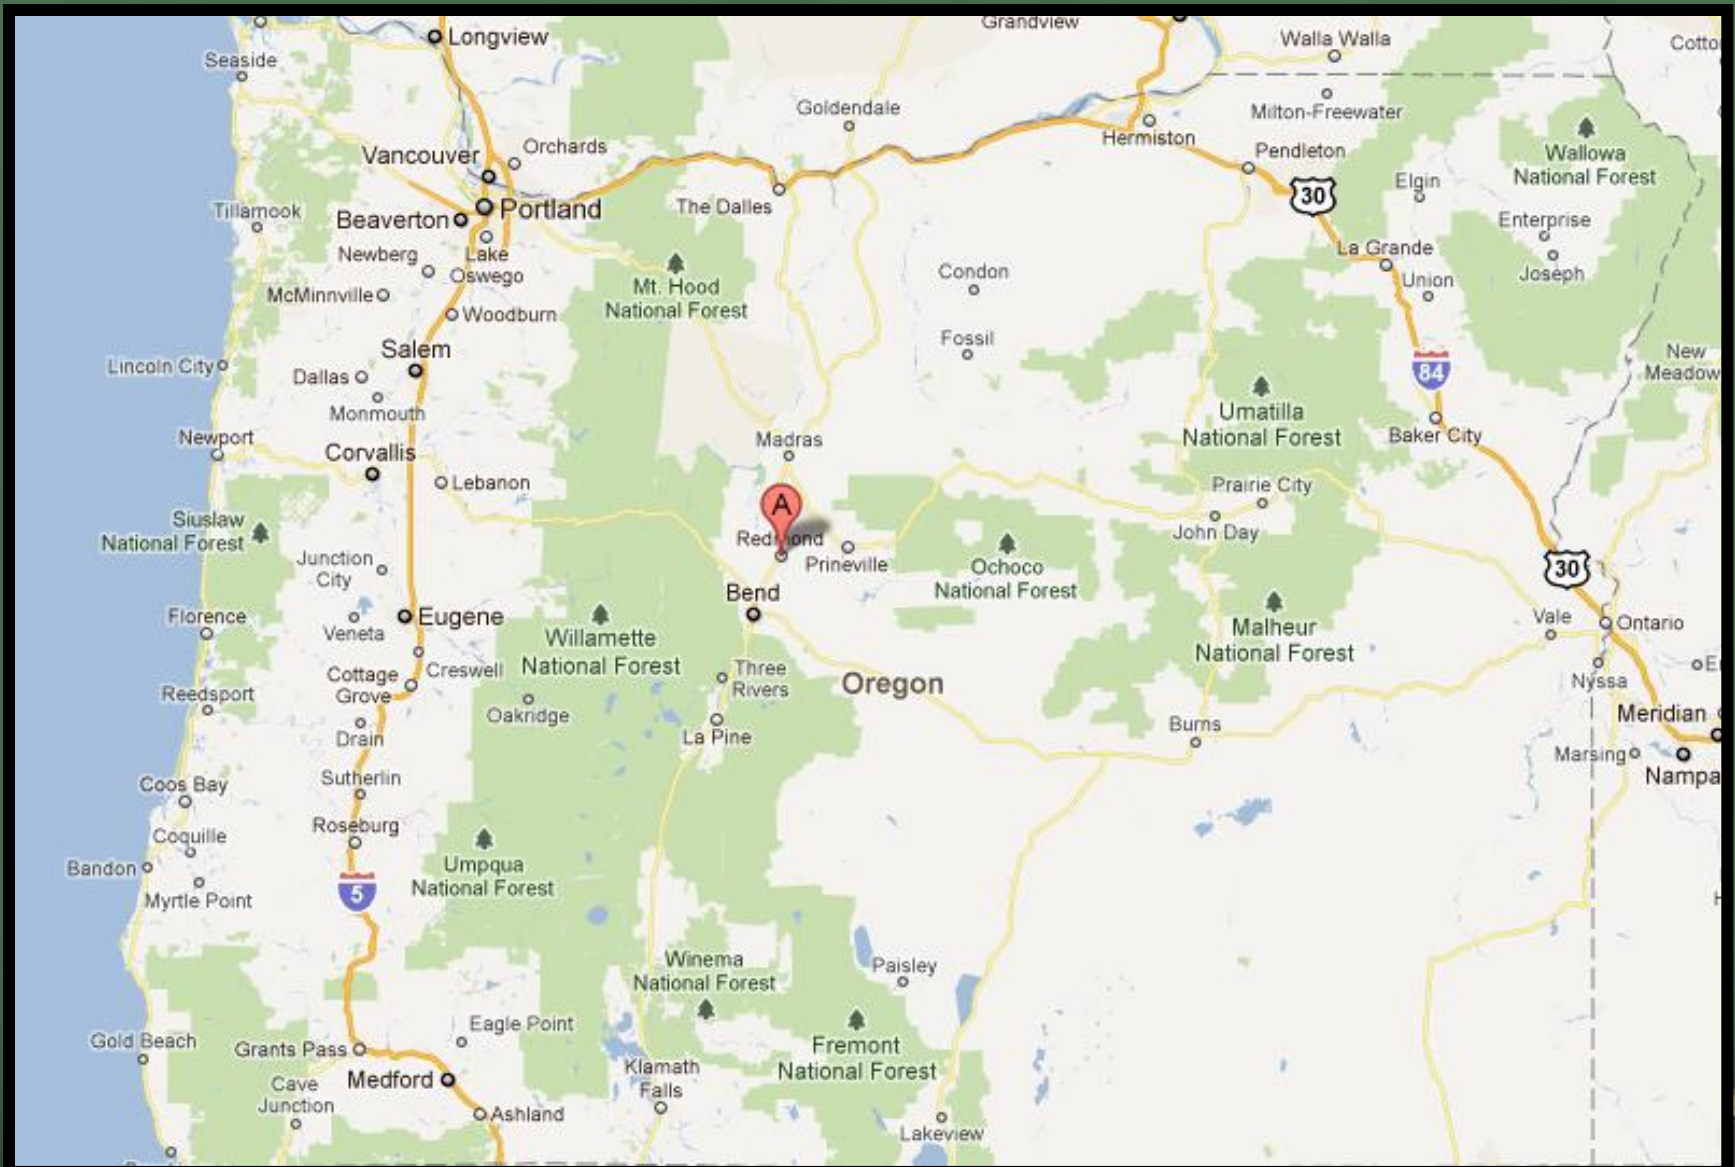 Longview
Grandview
Walla Walla
Seaside
Goldendale
Milton-Freewater
Hermiston
Orchards
Vancouver
Pendleton
Wallowa
National Forest
Elgin
30
Portland
The Dalles
Tillamook
Beaverton
Enterprise
Newberg
Lake
Oswego
La Grande
Union
Joseph
Condon
Mt. Hood
National Forest
McMinnville
Woodburn
Fossil
Salem
Lincoln City
Dallas
New
84
Monmouth
Umatilla
National Forest
Baker City
Newport
Madras
Corvallis
Lebanon
Prairie City
A
Siuslaw
National Forest
John Day
Redmond
Prineville
Junction
City
Ochoco
National Forest
30
Bend
Florence
Eugene
Veneta
Willamette
National Forest
Malheur
National Forest
Vale
Ontario
Cottage
Grove
Creswell
Three
Rivers
Oregon
Nyssa
Reedsport
Oakridge
Drain
La Pine
Burns
Meridian
Marsing
Nampa
Sutherlin
Coos Bay
Roseburg
Coquille
Bandon
Umpqua
National Forest
5
Myrtle Point
Winema
National Forest
Paisley
Gold Beach
Eagle Point
Grants Pass
Fremont
National Forest
Medford
Klamath
Falls
Cave
Junction
Ashland
Lakeview